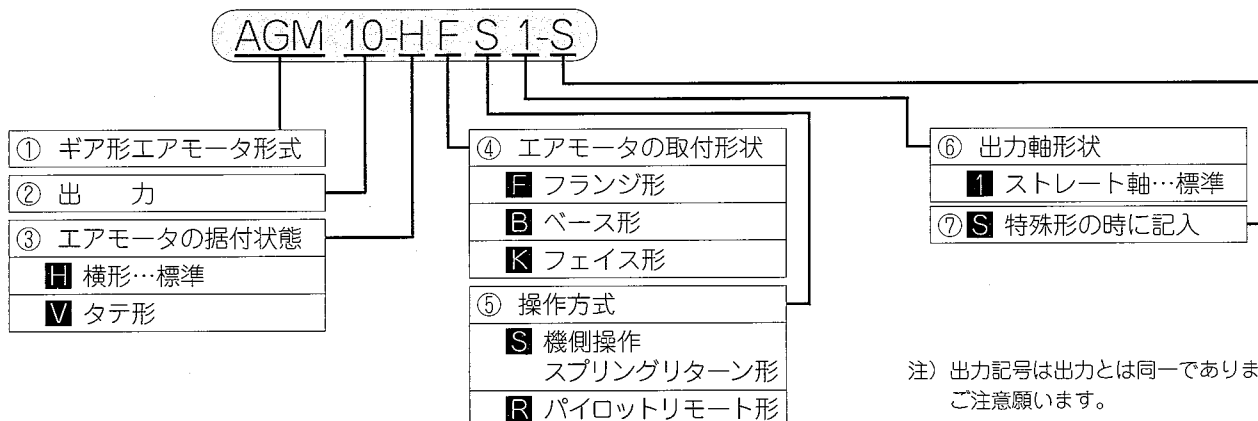 AGM 10-H F S 1-S
① ギア形エアモータ形式
② 出 力
③ エアモータの据付状態
H 横形…標準
V タテ形
④ エアモータの取付形状
F フランジ形
B ベース形
K フェイス形
⑤ 操作方式
S 機側操作
スプリングリターン形
R パイロットリモート形
⑥ 出力軸形状
1 ストレート軸…標準
⑦ S 特殊形の時に記入
注）出力記号は出力とは同一でありま
ご注意願います。